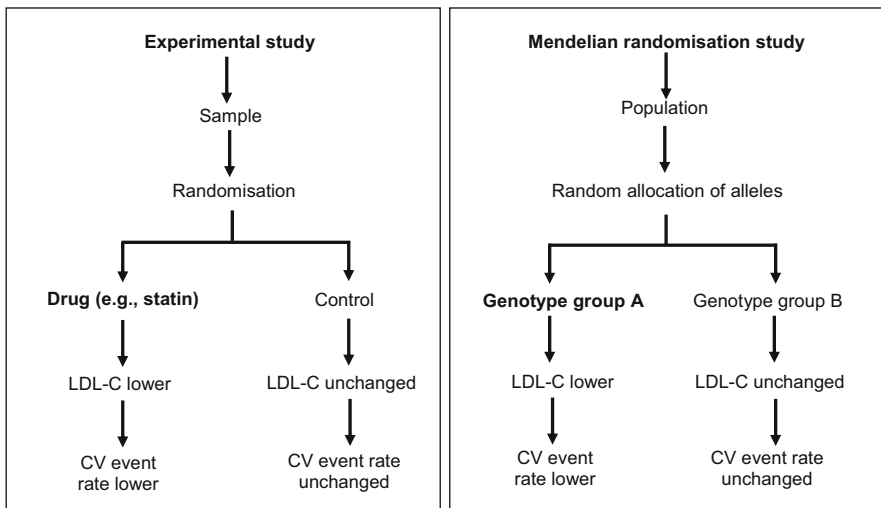 Experimental study
Sample
Randomisation
Drug (e.g., statin)
Control
LDL-C lower
LDL-C unchanged
CV event
rate lower
CV event rate
unchanged
Mendelian randomisation study
Population
Random allocation of alleles
Genotype group A
Genotype group B
LDL-C lower
LDL-C unchanged
CV event
rate lower
CV event rate
unchanged